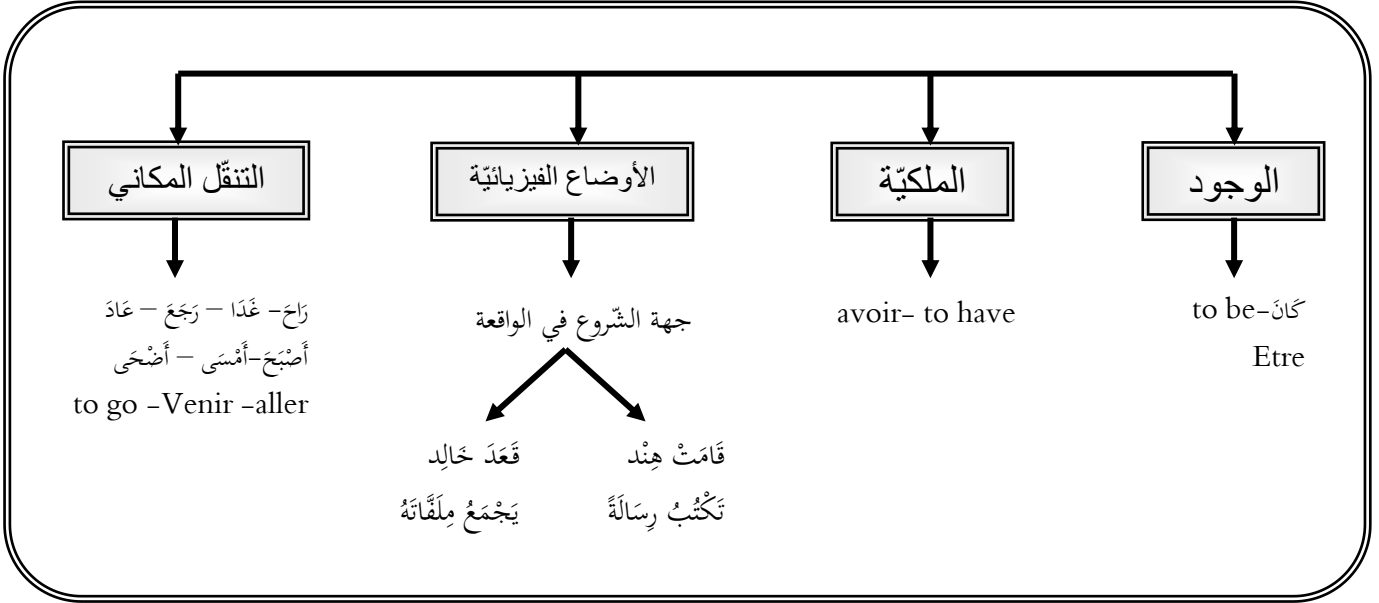 الوجود
الملكيّة
الأوضاع الفيزيائيّة
التنقّل المكاني
كَانَ-to be
Etre
avoir- to have
جهة الشّروع في الواقعة
قَامَتْ هِنْد
تَكْتُبُ رِسَالَةً
قَعَدَ خَالِد
يَجْمَعُ مِلَفَّاتَهُ
رَاحَ- غَدَا – رَجَعَ – عَادَ
أَصْبَحَ-أَمْسَى – أَضْحَى
to go -Venir -aller